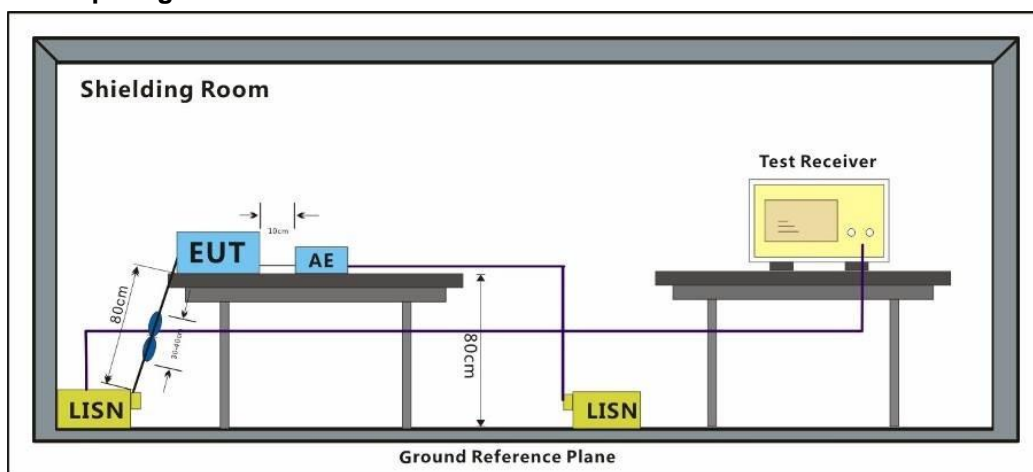 Shielding Room
Test Receiver
10cm
EUT
AE
80cm
30-40cm
80cm
LISN
LISN
Ground Reference Plane